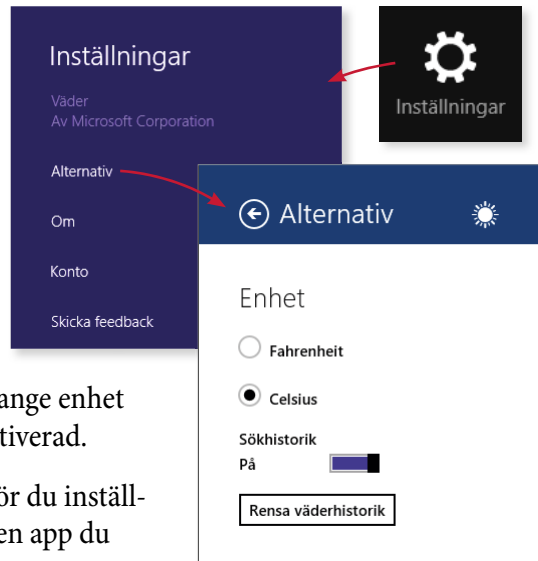 Inställningar
Väder
Av Microsoft Corporation
Alternativ
Om
Konto
Skicka feedback
Inställningar
Alternativ
Enhet
Fahrenheit
Celsius
Sökhistorik
På
Rensa väderhistorik
ange enhet
tiverad.
ör du inställ-
en app du